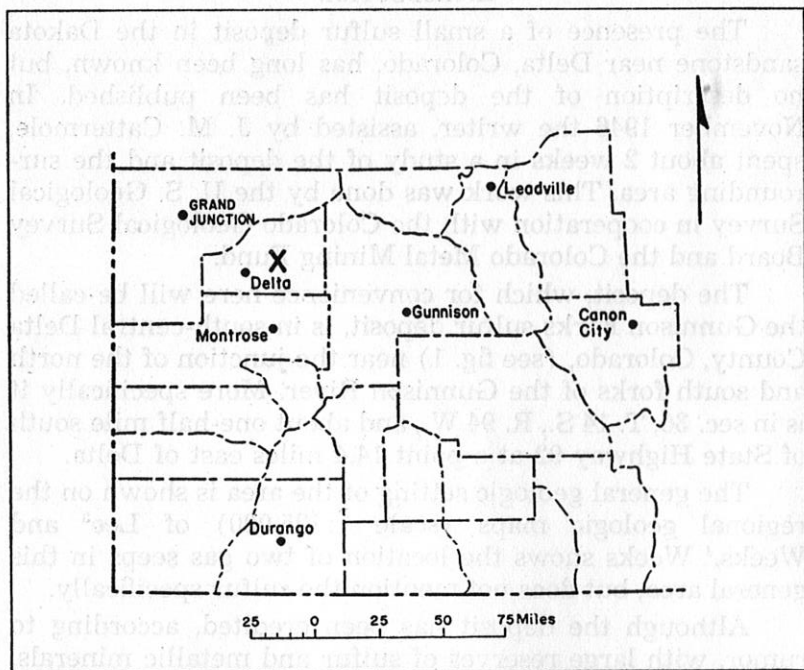 The presence of a small sulfur deposit in the Dakota
sandstone near Delta, Colorado, has long been known, but
no description of the deposit has been published. In
November 1946 the writer, assisted by J. M. Cattermole,
spent about 2 weeks in a study of the deposit and the sur-
rounding area. This work was done by the U. S. Geological
Survey in cooperation with the Colorado Geological Survey
Board and the Colorado Metal Mining Fund.
The deposit, which for convenience here will be called
the Gunnison Forks sulfur deposit, is in south-central Delta
County, Colorado, (see fig. 1) near the junction of the north
and south forks of the Gunnison River. More specifically it
is in sec. T. S., R. 94 W., and about one-half mile south
of State Highway at point miles east of Delta.
The general geologic setting of the area is shown on the
regional geologic maps of Lee and
Weeks. Weeks shows the location of two gas seeps in this
general area, but does not mention the sulfur specifically.
Although the deposit has been credited, according to
rumor, with large reserves of sulfur and metallic minerals,
Leadville
GRAND
JUNCTION
X
Delta
Gunnison
Montrose
Canon
City
Durango
25 0 25 50 75 Miles